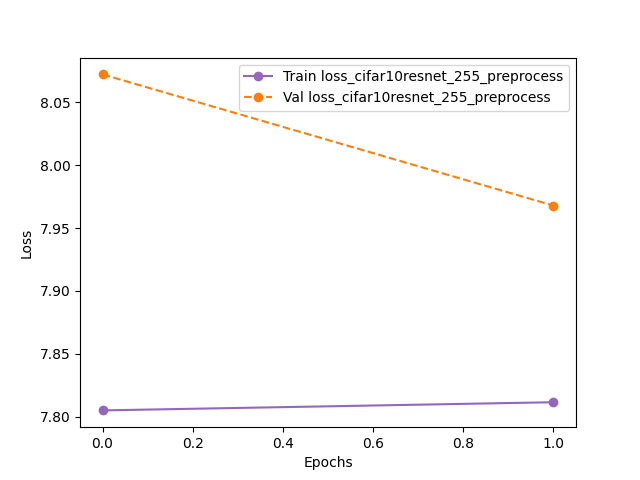 Train loss_cifar10resnet_255_preprocess
Val loss_cifar10resnet_255_preprocess
Loss
8.05
8.00
7.95
7.90
7.85
7.80
0.0 0.2 0.4 0.6 0.8 1.0
Epochs